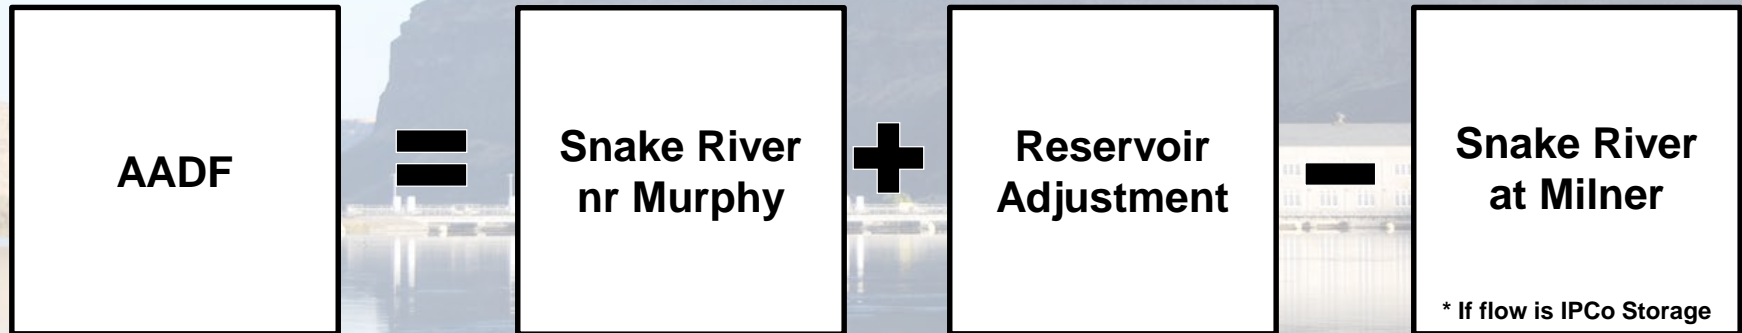 AADF
=
Snake River
nr Murphy
+
Reservoir
Adjustment
-
Snake River
at Milner
* If flow is IPCo Storage